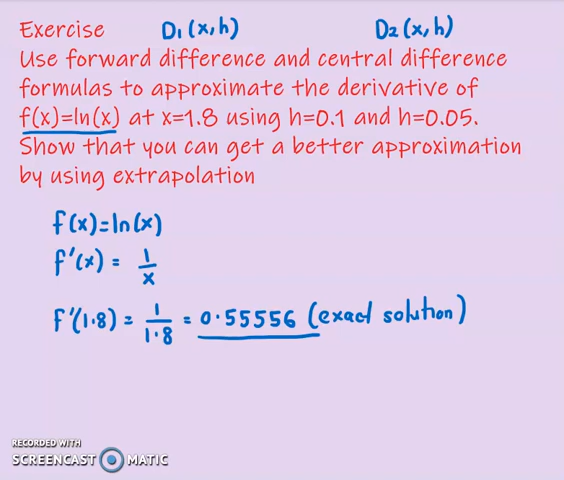 Exercise D1(x,h) D2(x,h)
Use forward difference and central difference
formulas to approximate the derivative of
f(x)=ln(x) at x=1.8 using h=0.1 and h=0.05.
Show that you can get a better approximation
by using extrapolation
f(x)=ln(x)
f'(x) = 1/x
f'(1.8) = 1/1.8 = 0.55556 (exact solution)
RECORDED WITH
SCREENCAST MATIC